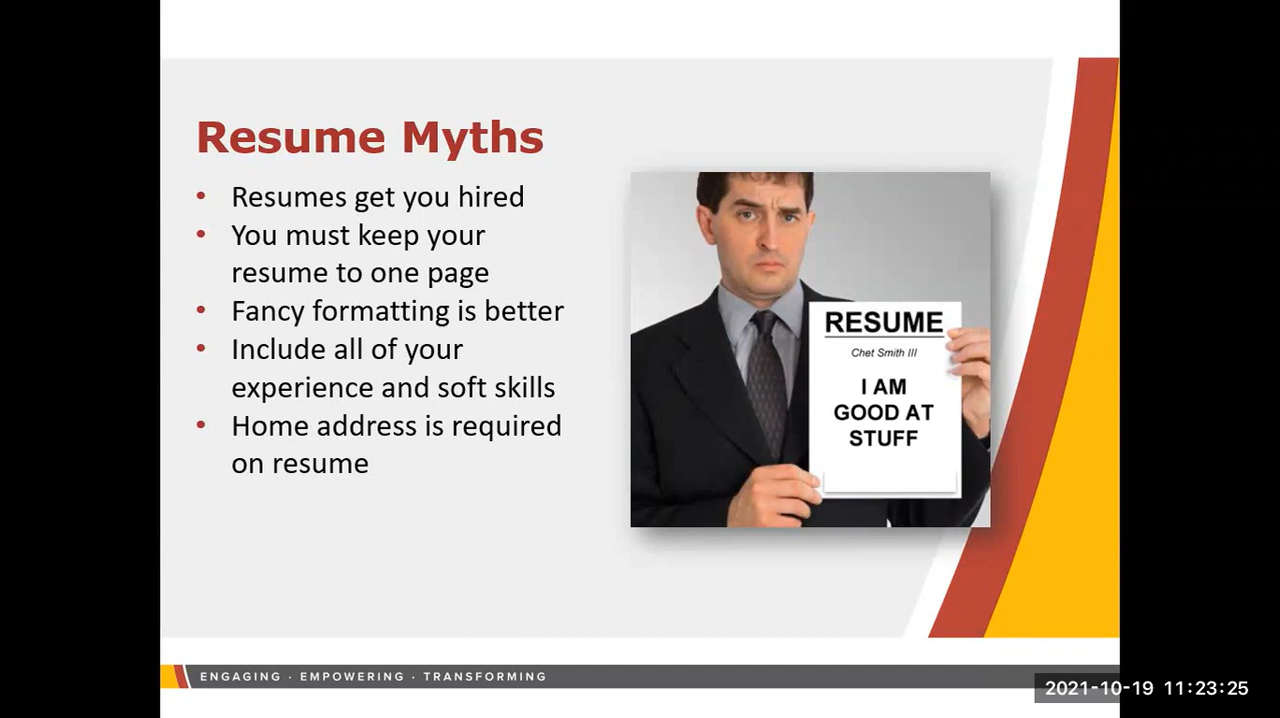 Resume Myths
• Resumes get you hired
• You must keep your
resume to one page
• Fancy formatting is better
• Include all of your
experience and soft skills
• Home address is required
on resume
RESUME
Chet Smith III
I AM
GOOD AT
STUFF
ENGAGING · EMPOWERING · TRANSFORMING
2021-10-19 11:23:25